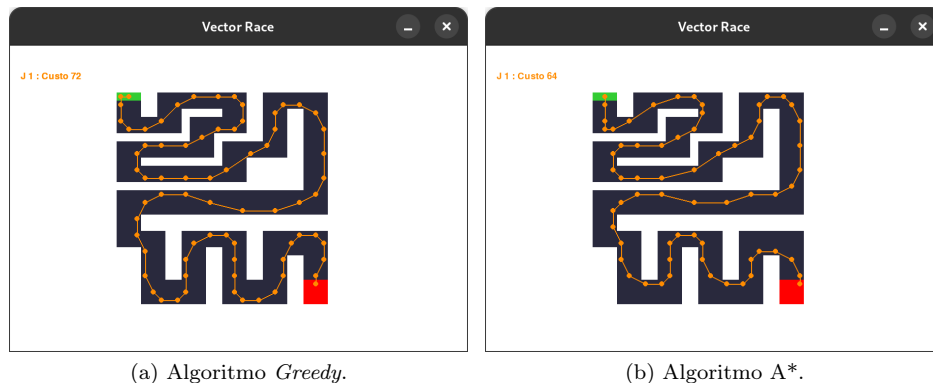 Vector Race
J 1 : Custo 72
(a) Algoritmo Greedy.
Vector Race
J 1 : Custo 64
(b) Algoritmo A*.